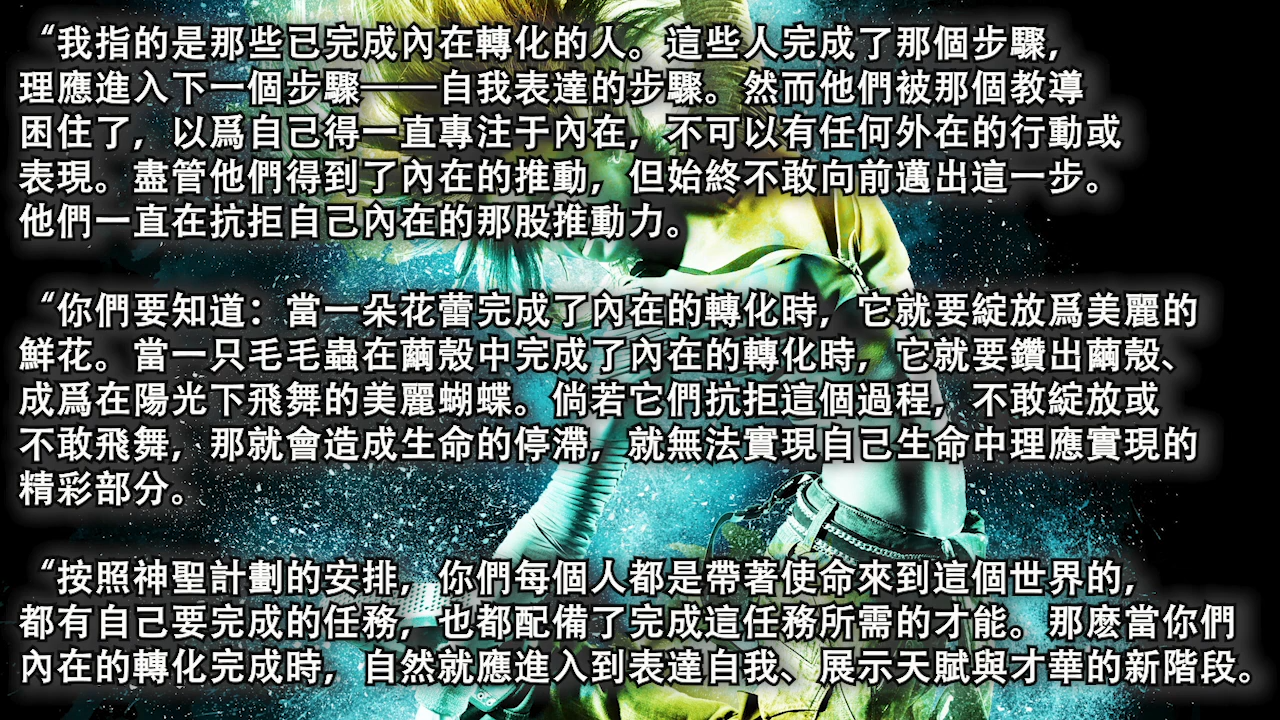 “我指的是那些已完成內在轉化的人。這些人完成了那個步驟，
理應進入下一個步驟——自我表達的步驟。然而他們被那個教導
困住了，以爲自己得一直專注于內在，不可以有任何外在的行動或
表現。盡管他們得到了內在的推動，但始終不敢向前邁出這一步。
他們一直在抗拒自己內在的那股推動力。
“你們要知道：當一朵花蕾完成了內在的轉化時，它就要綻放爲美麗的
鮮花。當一只毛毛蟲在繭殼中完成了內在的轉化時，它就要鑽出繭殼、
成爲在陽光下飛舞的美麗蝴蝶。倘若它們抗拒這個過程，不敢綻放或
不敢飛舞，那就會造成生命的停滯，就無法實現自己生命中理應實現的
精彩部分。
“按照神聖計劃的安排，你們每個人都是帶著使命來到這個世界的，
都有自己要完成的任務，也都配備了完成這任務所需的才能。那麽當你們
內在的轉化完成時，自然就應進入到表達自我、展示天賦與才華的新階段。